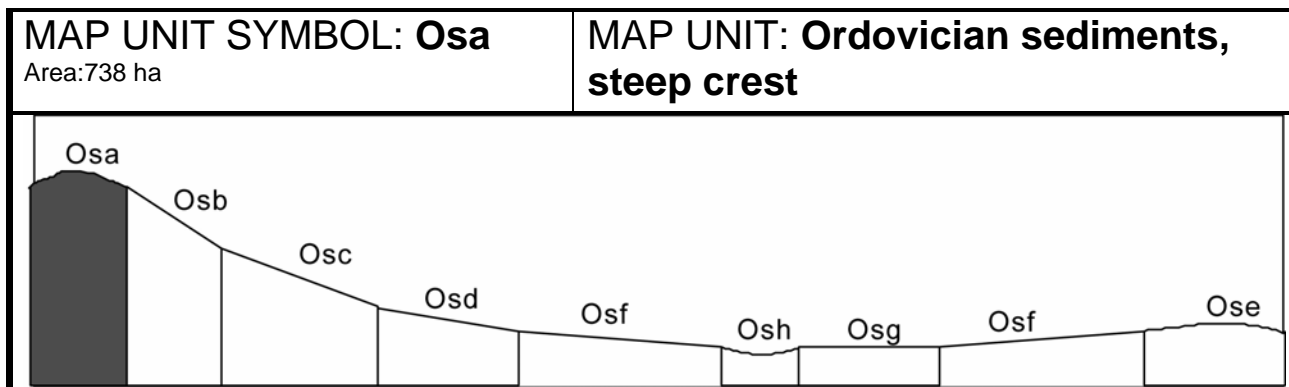 MAP UNIT SYMBOL: Osa
Area:738 ha
MAP UNIT: Ordovician sediments,
steep crest
Osa
Osb
Osc
Osd
Osf
Osh
Osg
Osf
Ose